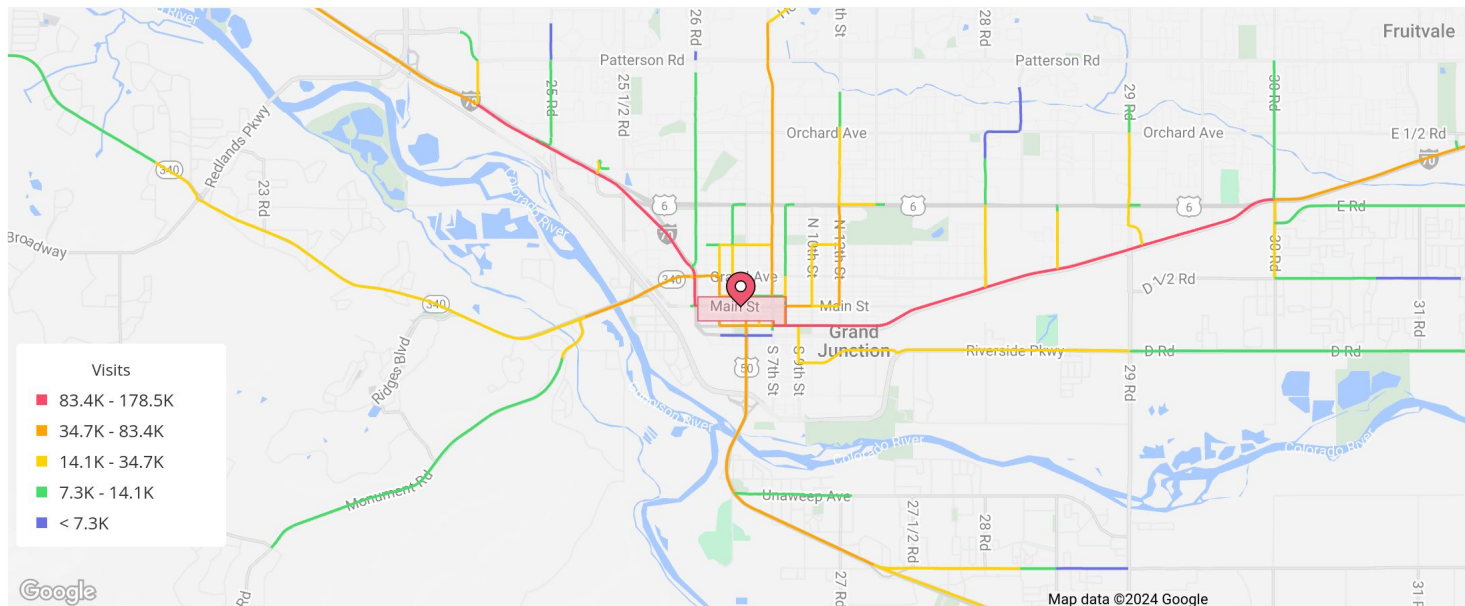 26 Rd
7th St
28 Rd
Fruitvale
Patterson Rd
Patterson Rd
70
25 Rd
25 1/2 Rd
29 Rd
30 Rd
Orchard Ave
Orchard Ave
E 1/2 Rd
70
Redlands Pkwy
340
23 Rd
Colorado River
6
6
6
E Rd
70
N 10th St
N 12th St
30 Rd
Broadway
340
Grand Ave
D 1/2 Rd
340
Main St
Main St
31 Rd
Grand
Junction
Riverside Pkwy
D Rd
D Rd
Ridges Blvd
50
S 7th St
S 9th St
29 Rd
Visits
83.4K - 178.5K
34.7K - 83.4K
14.1K - 34.7K
7.3K - 14.1K
< 7.3K
Gunnison River
Colorado River
Colorado River
Monument Rd
Unaweep Ave
27 1/2 Rd
28 Rd
27 Rd
Rd
31 R
Google
Map data ©2024 Google